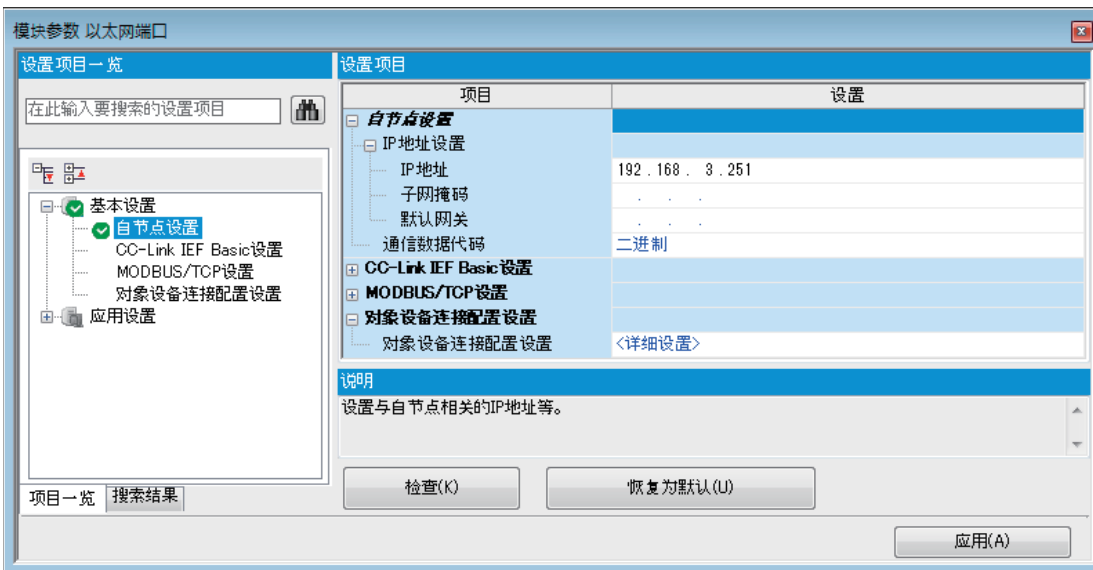 模块参数 以太网端口
设置项目一览
在此输入要搜索的设置项目
基本设置
自节点设置
CC-Link IEF Basic设置
MODBUS/TCP设置
对象设备连接配置设置
应用设置
项目一览 搜索结果
设置项目
项目 设置
自节点设置
IP地址设置
IP地址 192 . 168 . 3 . 251
子网掩码 . . .
默认网关 . . .
通信数据代码 二进制
CC-Link IEF Basic设置
MODBUS/TCP设置
对象设备连接配置设置
对象设备连接配置设置 <详细设置>
说明
设置与自节点相关的IP地址等。
检查(K) 恢复为默认(U)
应用(A)